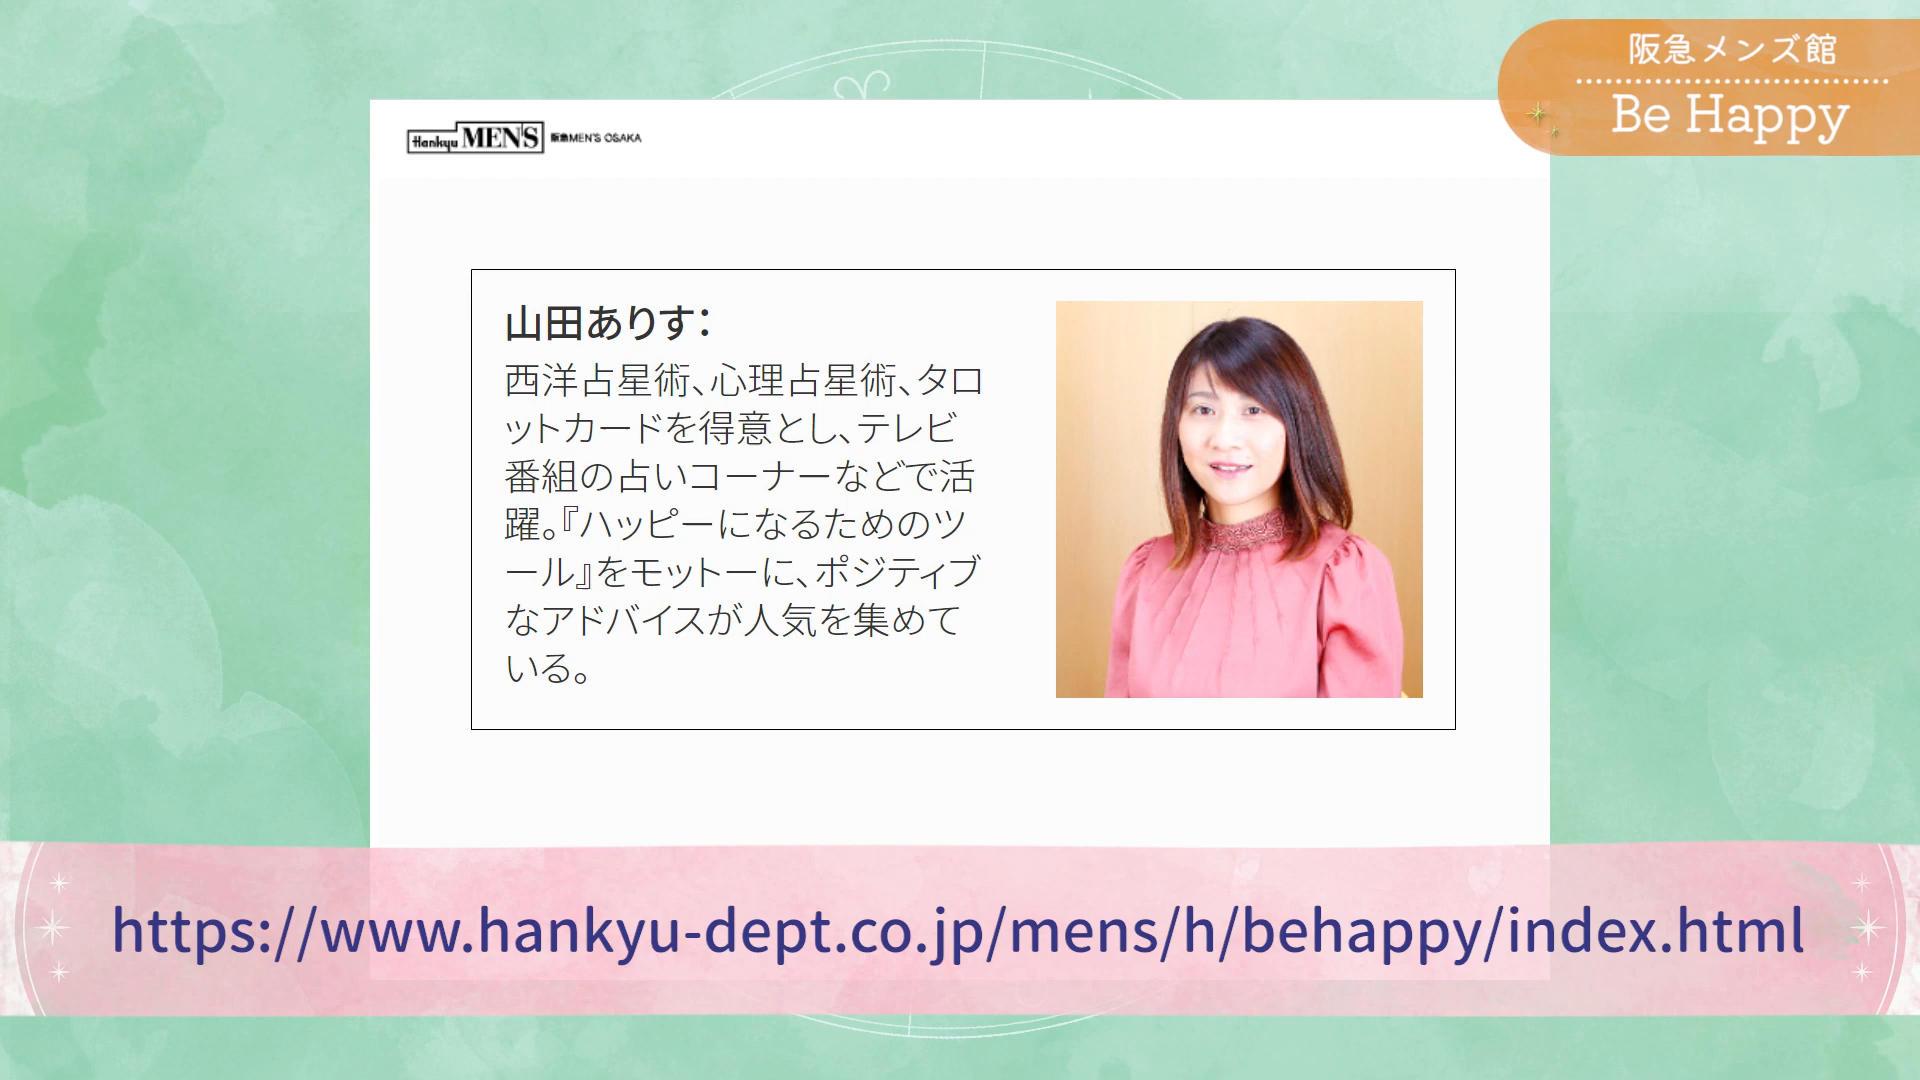 阪急メンズ館
Be Happy
Hankyu MEN'S 阪急MEN'S OSAKA
山田ありす：
西洋占星術、心理占星術、タロ
ットカードを得意とし、テレビ
番組の占いコーナーなどで活
躍。『ハッピーになるためのツ
ール』をモットーに、ポジティブ
なアドバイスが人気を集めて
いる。
https://www.hankyu-dept.co.jp/mens/h/behappy/index.html